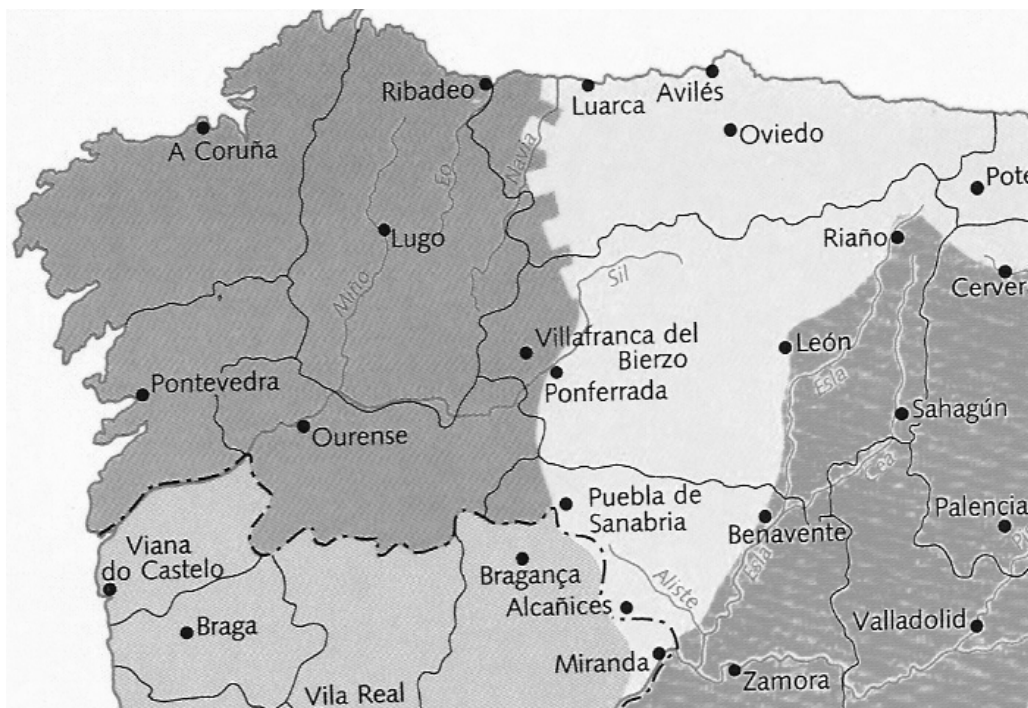 Ribadeo
Luarca
Avilés
A Coruña
Oviedo
Navia
Eo
Pote
Lugo
Riaño
Sil
Cerver
Miño
Villafranca del
Bierzo
León
Pontevedra
Ponferrada
Esla
Sahagún
Ourense
Cea
Puebla de
Sanabria
Benavente
Palencia
Viana
do Castelo
Bragança
Esla
Aliste
Alcañices
Braga
Valladolid
Miranda
Zamora
Vila Real